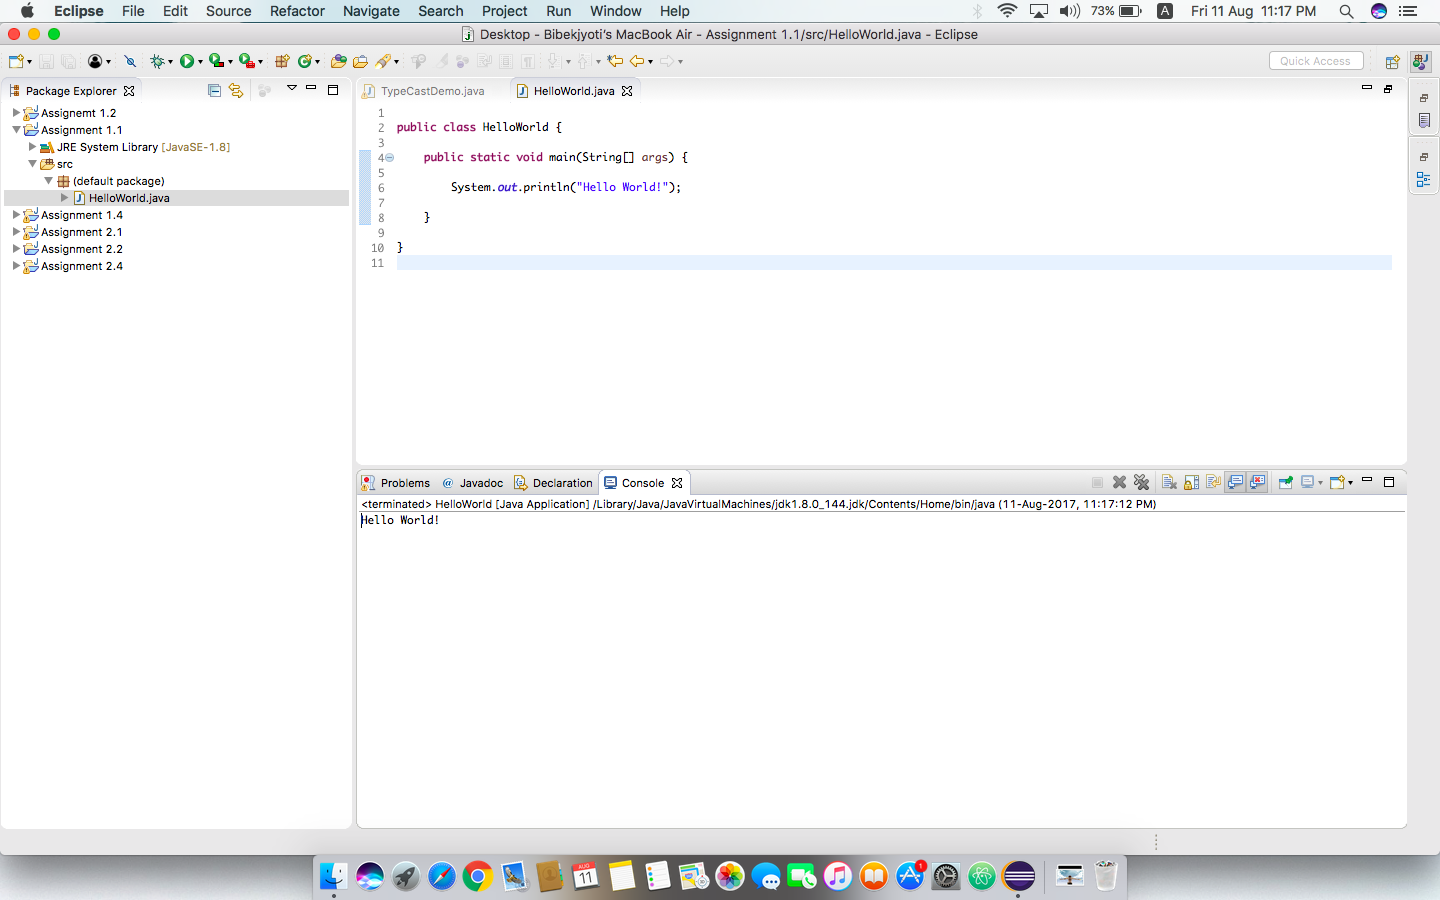 Eclipse File Edit Source Refactor Navigate Search Project Run Window Help 73% A Fri 11 Aug 11:17 PM
Desktop - Bibekjyoti's MacBook Air - Assignment 1.1/src/HelloWorld.java - Eclipse
Quick Access
Package Explorer
Assignemt 1.2
Assignment 1.1
JRE System Library [JavaSE-1.8]
src
(default package)
HelloWorld.java
Assignment 1.4
Assignment 2.1
Assignment 2.2
Assignment 2.4
TypeCastDemo.java HelloWorld.java
1
2 public class HelloWorld {
3
4 public static void main(String[] args) {
5
6 System.out.println("Hello World!");
7
8 }
9
10 }
11
Problems @ Javadoc Declaration Console
<terminated> HelloWorld [Java Application] /Library/Java/JavaVirtualMachines/jdk1.8.0_144.jdk/Contents/Home/bin/java (11-Aug-2017, 11:17:12 PM)
Hello World!
AUG
11
1